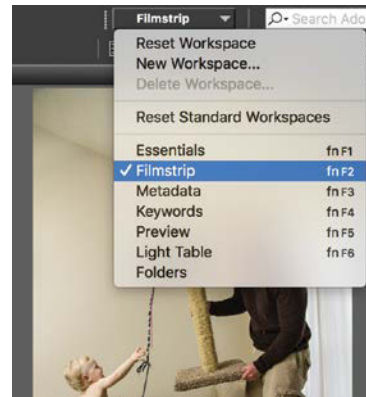 Filmstrip
Search Ado
Reset Workspace
New Workspace...
Delete Workspace...
Reset Standard Workspaces
Essentials fn F1
Filmstrip fn F2
Metadata fn F3
Keywords fn F4
Preview fn F5
Light Table fn F6
Folders